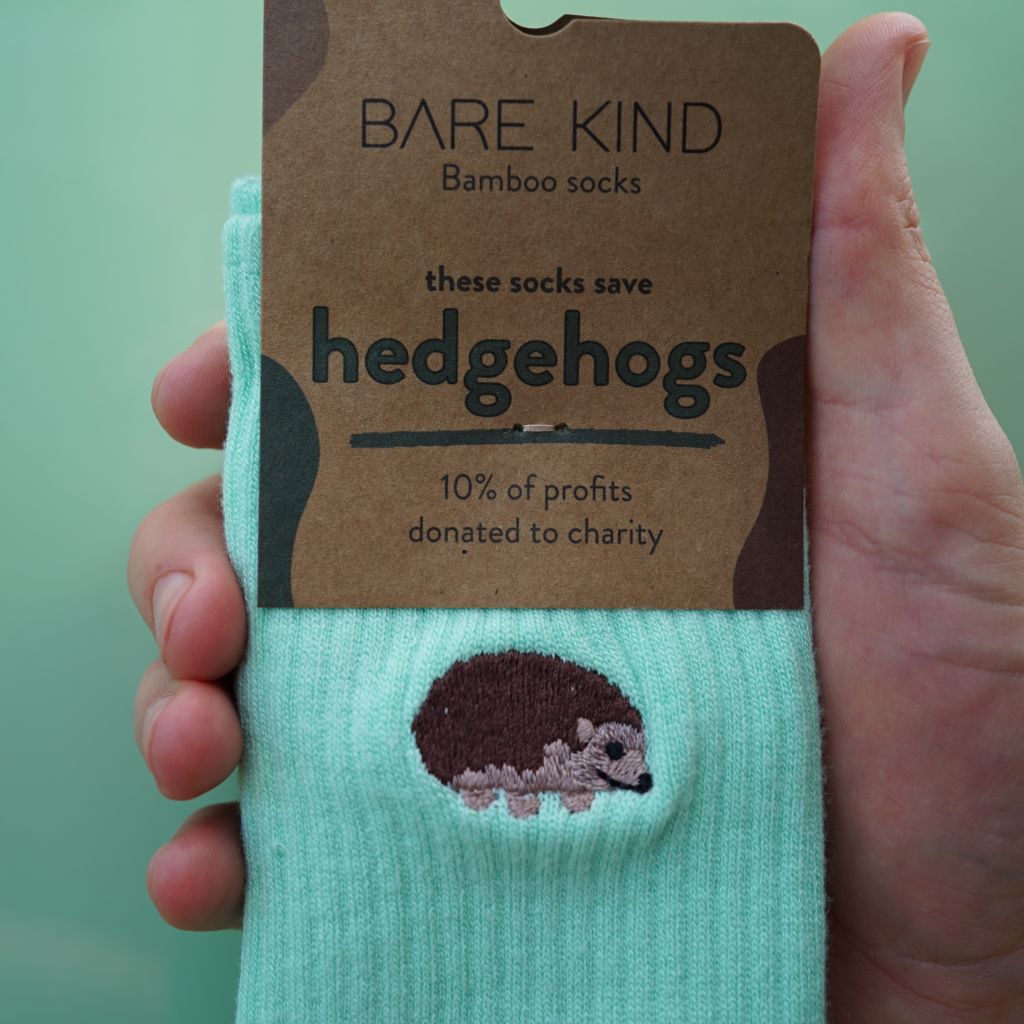 BARE KIND
Bamboo socks
these socks save
hedgehogs
10% of profits
donated to charity